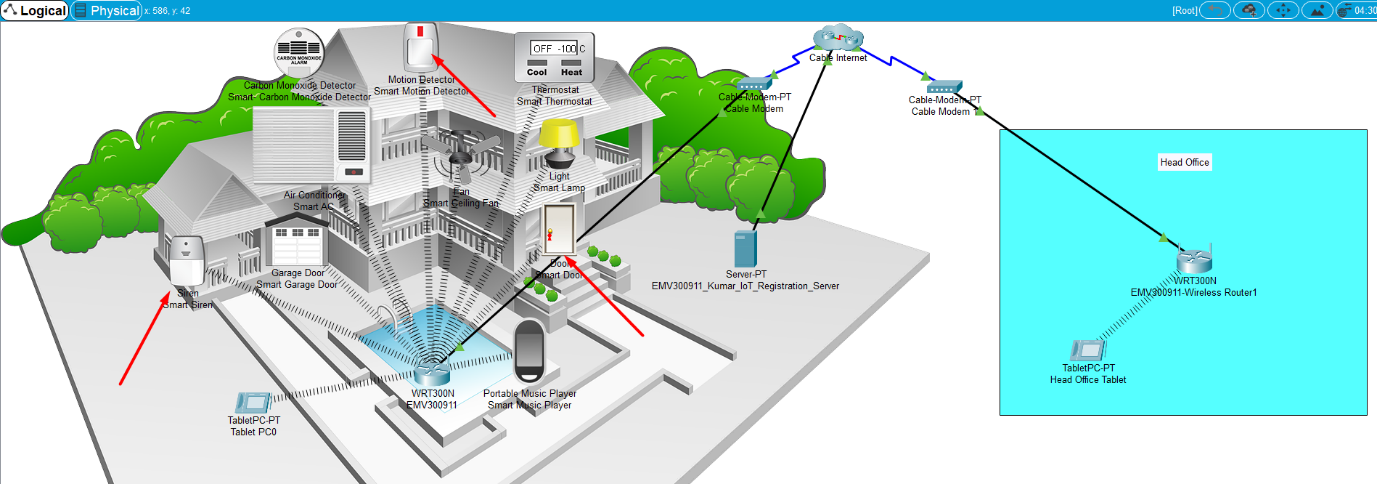 Logical
Physical
x: 586, y: 42
[Root]
04:30
CARBON MONOXIDE
ALARM
Carbon Monoxide Detector
Smart- Carbon Monoxide Detector
Motion Detector
Smart Motion Detector
OFF -100 C
Cool Heat
Thermostat
Smart Thermostat
Cable Internet
Cable-Modem-PT
Cable Modem
Cable-Modem-PT
Cable Modem
Head Office
Air Conditioner
Smart AC
Fan
Smart Ceiling Fan
Light
Smart Lamp
Garage Door
Smart Garage Door
Door
Smart Door
Siren
Smart Siren
Server-PT
EMV300911_Kumar_IoT_Registration_Server
WRT300N
EMV300911-Wireless Router1
TabletPC-PT
Head Office Tablet
WRT300N
EMV300911
Portable Music Player
Smart Music Player
TabletPC-PT
Tablet PC0